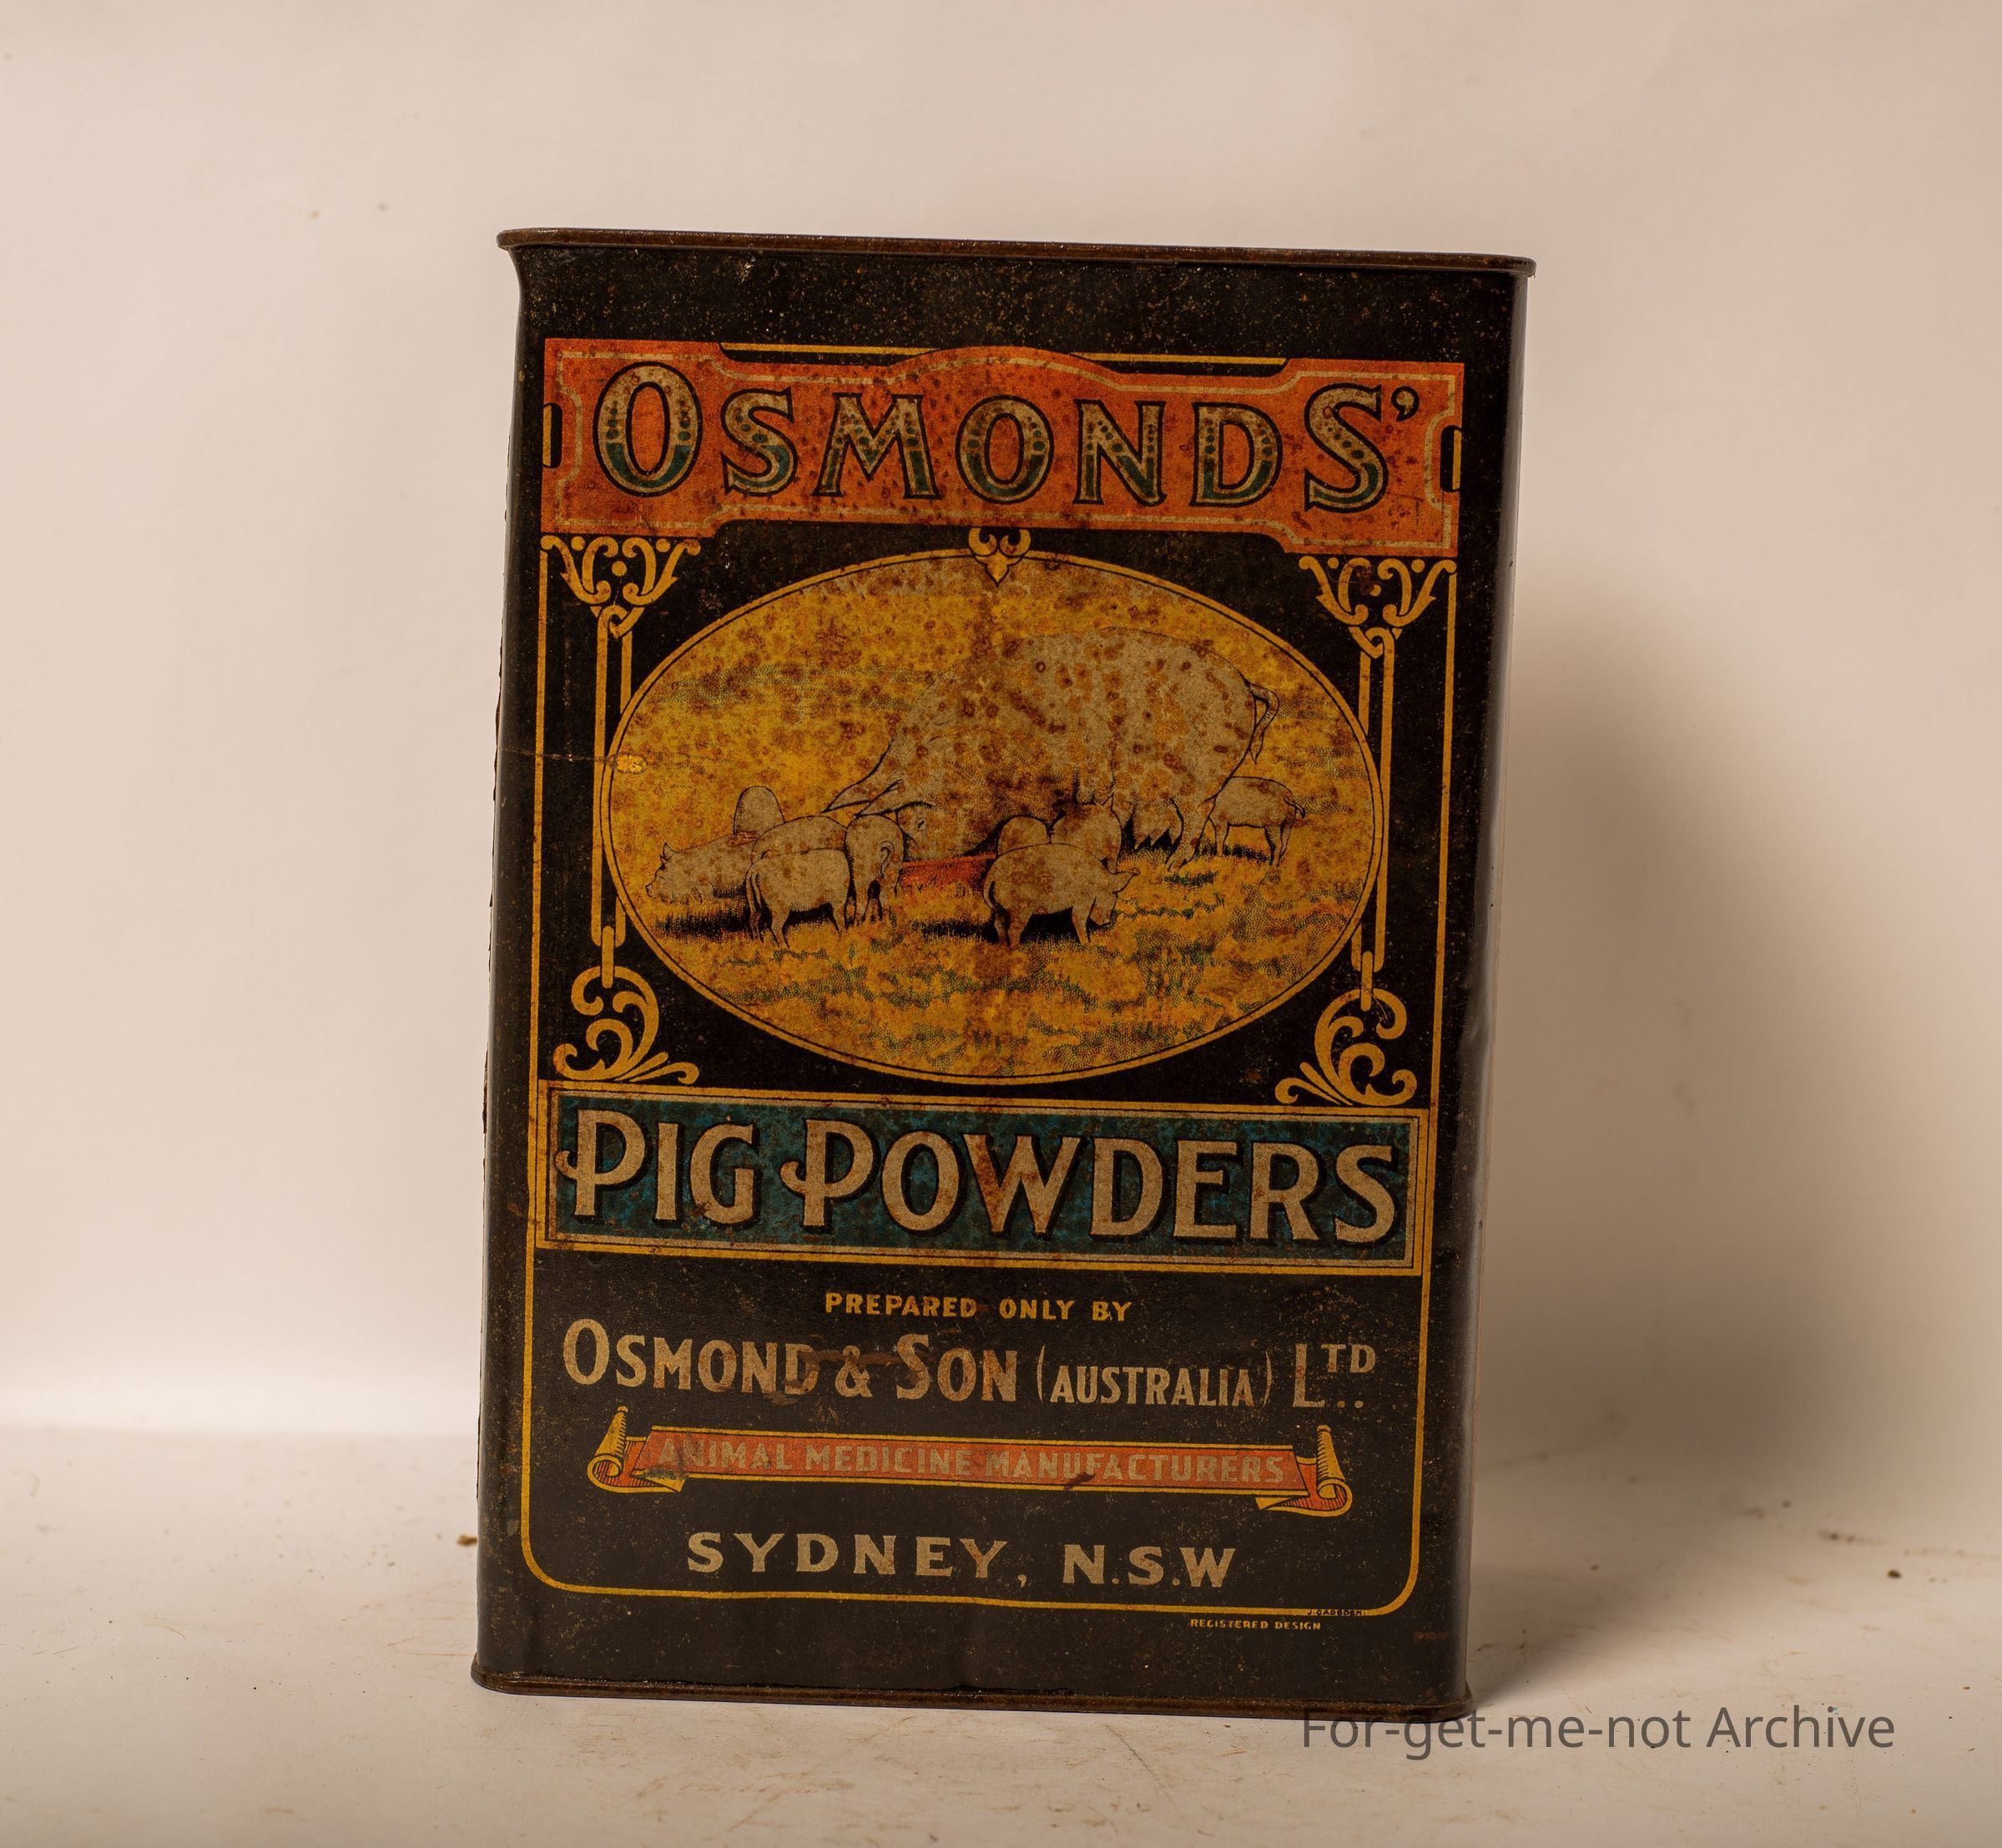 OSMONDS'
PIG POWDERS
PREPARED ONLY BY
OSMOND & SON (AUSTRALIA) LTD
ANIMAL MEDICINE MANUFACTURERS
SYDNEY, N.S.W
J. GADSDEN
REGISTERED DESIGN
For-get-me-not Archive